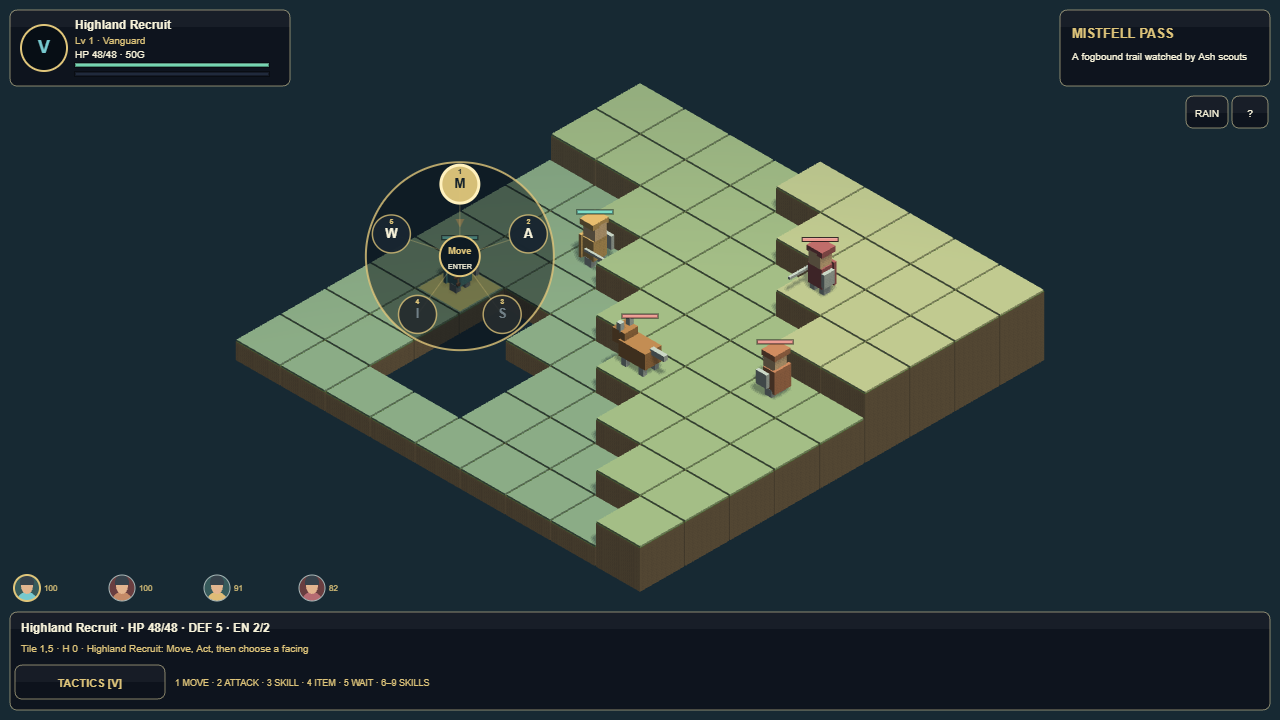 V
Highland Recruit
Lv 1 · Vanguard
HP 48/48 · 50G
MISTFELL PASS
A fogbound trail watched by Ash scouts
RAIN
?
1
M
5
W
2
A
Move
ENTER
4
I
3
S
100
100
91
82
Highland Recruit · HP 48/48 · DEF 5 · EN 2/2
Tile 1,5 · H 0 · Highland Recruit: Move, Act, then choose a facing
TACTICS [V]
1 MOVE · 2 ATTACK · 3 SKILL · 4 ITEM · 5 WAIT · 6–9 SKILLS